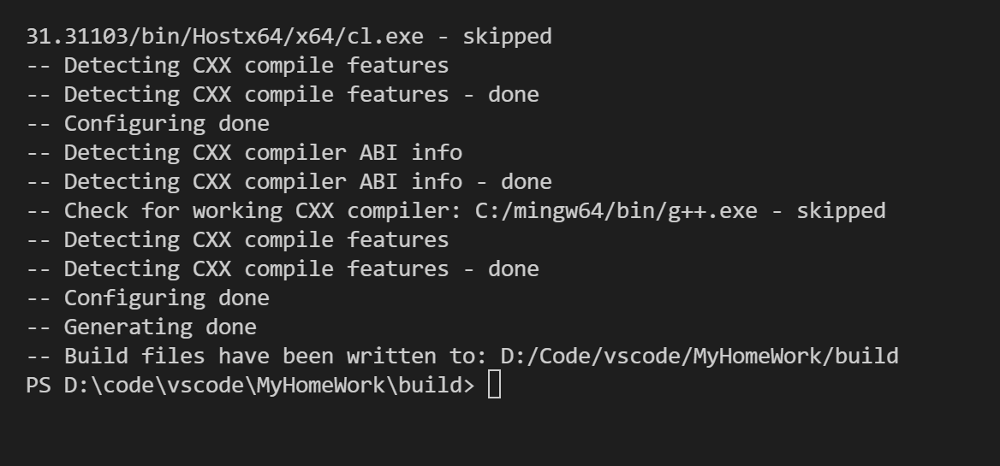 31.31103/bin/Hostx64/x64/cl.exe - skipped
-- Detecting CXX compile features
-- Detecting CXX compile features - done
-- Configuring done
-- Detecting CXX compiler ABI info
-- Detecting CXX compiler ABI info - done
-- Check for working CXX compiler: C:/mingw64/bin/g++.exe - skipped
-- Detecting CXX compile features
-- Detecting CXX compile features - done
-- Configuring done
-- Generating done
-- Build files have been written to: D:/Code/vscode/MyHomeWork/build
PS D:\code\vscode\MyHomeWork\build>